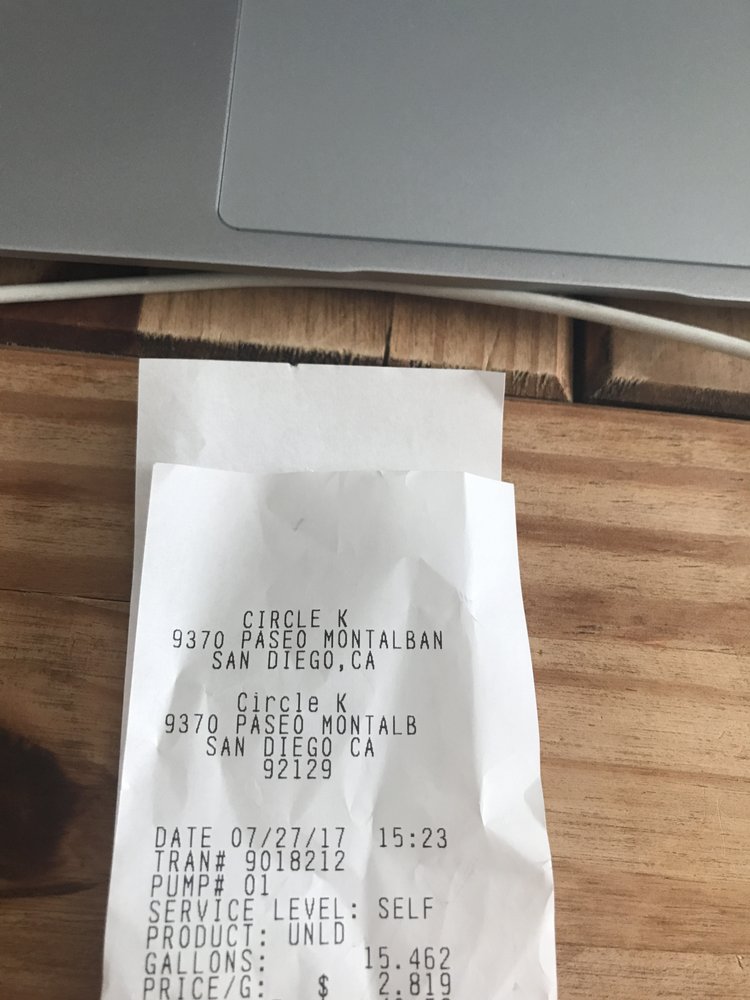 CIRCLE K
9370 PASEO MONTALBAN
SAN DIEGO,CA
Circle K
9370 PASEO MONTALB
SAN DIEGO CA
92129
DATE 07/27/17 15:23
TRAN# 9018212
PUMP# 01
SERVICE LEVEL: SELF
PRODUCT: UNLD
GALLONS: 15.462
PRICE/G: $ 2.819